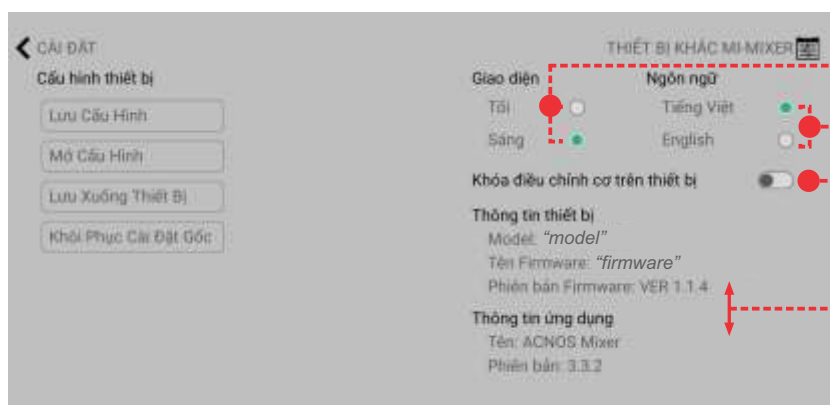 CÀI ĐẶT
THIẾT BỊ KHÁC MI-MIXER
Cấu hình thiết bị
Lưu Cấu Hình
Mở Cấu Hình
Lưu Xuống Thiết Bị
Khôi Phục Cài Đặt Gốc
Giao diện
Ngôn ngữ
Tối
Tiếng Việt
Sáng
English
Khóa điều chỉnh cơ trên thiết bị
Thông tin thiết bị
Model: "model"
Tên Firmware: "firmware"
Phiên bản Firmware: VER 1.1.4
Thông tin ứng dụng
Tên: ACNOS Mixer
Phiên bản: 3.3.2